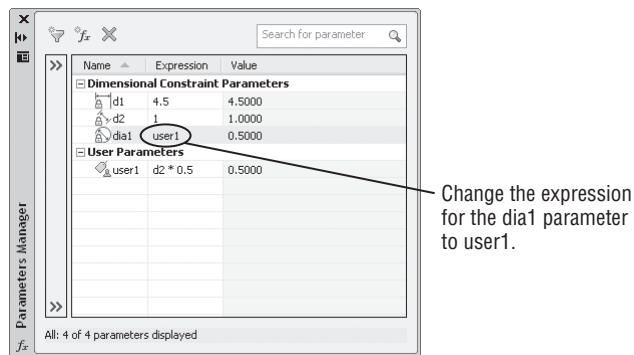 Search for parameter
Name Expression Value
Dimensional Constraint Parameters
d1 4.5 4.5000
d2 1 1.0000
dia1 user1 0.5000
User Parameters
user1 d2 * 0.5 0.5000
All: 4 of 4 parameters displayed
Parameters Manager
fx
Change the expression
for the dia1 parameter
to user1.